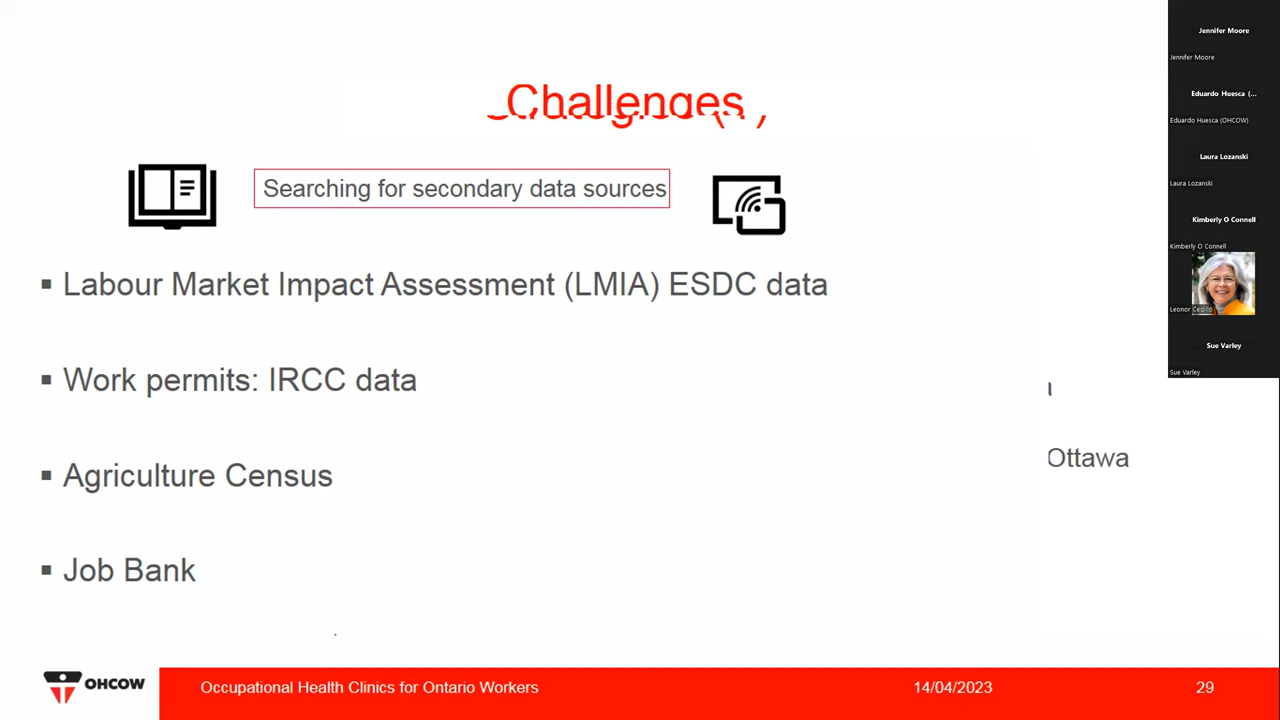 Challenges
Searching for secondary data sources
▪ Labour Market Impact Assessment (LMIA) ESDC data
▪ Work permits: IRCC data
▪ Agriculture Census
▪ Job Bank
Ottawa
OHCOW
Occupational Health Clinics for Ontario Workers
14/04/2023
29
Jennifer Moore
Jennifer Moore
Eduardo Huesca (...
Eduardo Huesca (OHCOW)
Laura Lozanski
Laura Lozanski
Kimberly O Connell
Kimberly O Connell
Leonor Cedillo
Sue Varley
Sue Varley